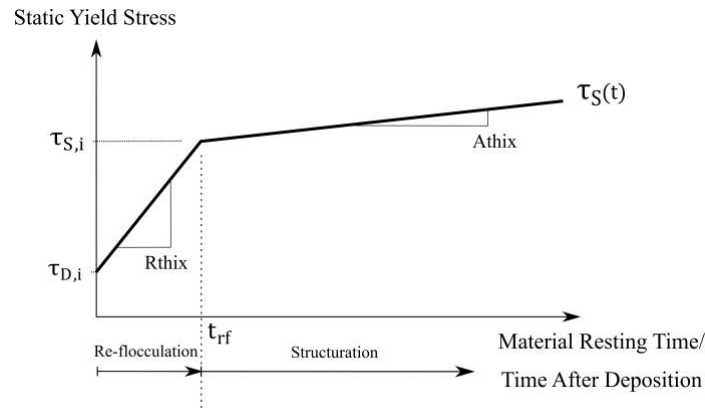 Static Yield Stress
τS(t)
τS,i
Athix
τD,i
Rthix
trf
Re-flocculation
Structuration
Material Resting Time/
Time After Deposition